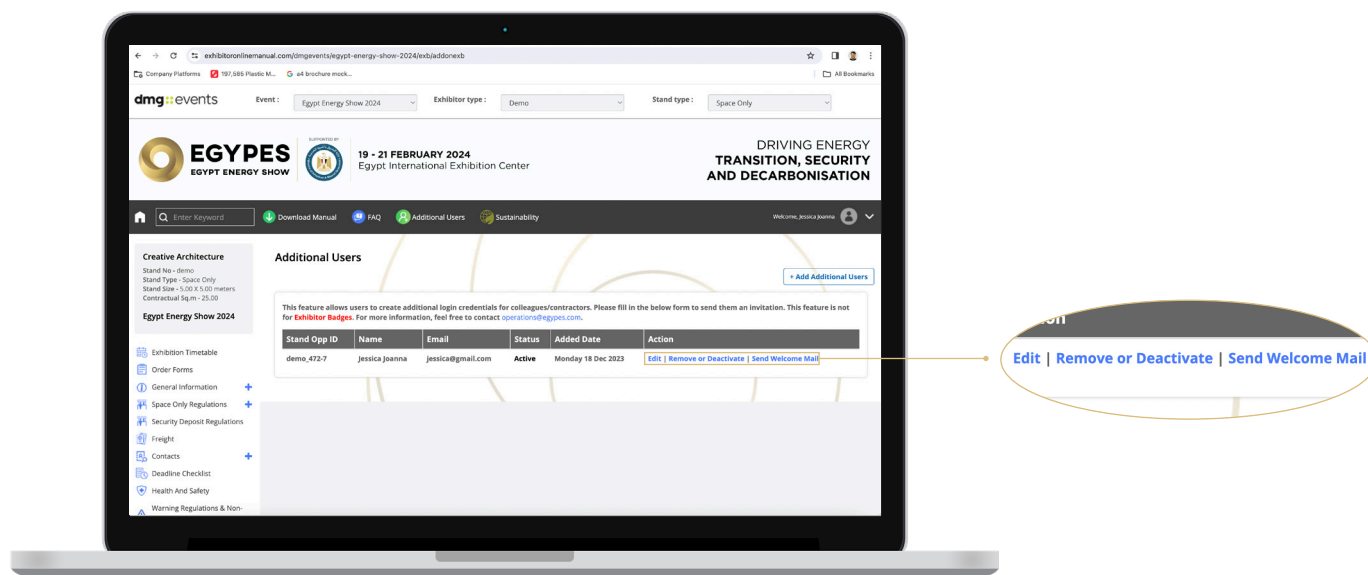 exhibitoronlinemanual.com/dmgevents/egypt-energy-show-2024/exb/addonexb
Company Platforms 197,585 Plastic M... a4 brochure mock... All Bookmarks
dmg::events Event : Egypt Energy Show 2024 Exhibitor type : Demo Stand type : Space Only
EGYPES
EGYPT ENERGY SHOW
SUPPORTED BY
19 - 21 FEBRUARY 2024
Egypt International Exhibition Center
DRIVING ENERGY
TRANSITION, SECURITY
AND DECARBONISATION
Enter Keyword Download Manual FAQ Additional Users Sustainability Welcome, Jessica Joanna
Creative Architecture
Stand No - demo
Stand Type - Space Only
Stand Size - 5.00 X 5.00 meters
Contractual Sq.m - 25.00
Egypt Energy Show 2024
Exhibition Timetable
Order Forms
General Information +
Space Only Regulations +
Security Deposit Regulations
Freight
Contacts +
Deadline Checklist
Health And Safety
Warning Regulations & Non-
Additional Users
+ Add Additional Users
This feature allows users to create additional login credentials for colleagues/contractors. Please fill in the below form to send them an invitation. This feature is not
for Exhibitor Badges. For more information, feel free to contact operations@egypes.com.
Stand Opp ID Name Email Status Added Date Action
demo_472-7 Jessica Joanna jessica@gmail.com Active Monday 18 Dec 2023 Edit | Remove or Deactivate | Send Welcome Mail
Edit | Remove or Deactivate | Send Welcome Mail